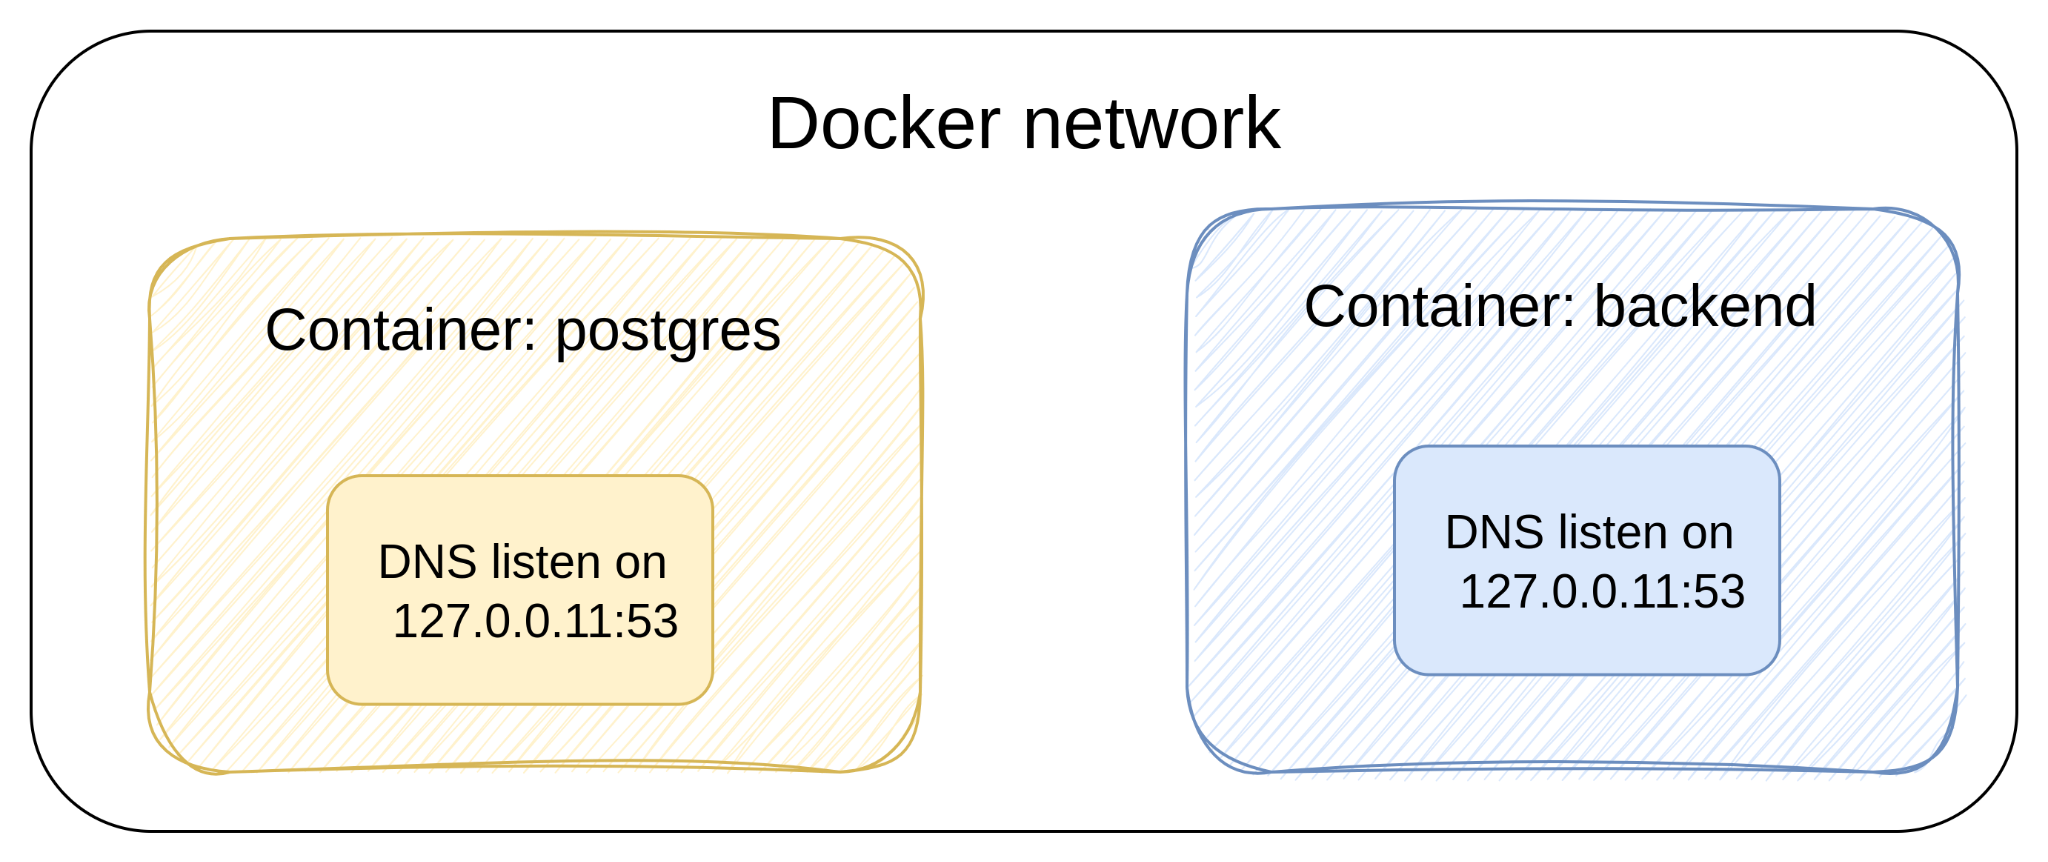 Docker network
Container: postgres
DNS listen on
127.0.0.11:53
Container: backend
DNS listen on
127.0.0.11:53